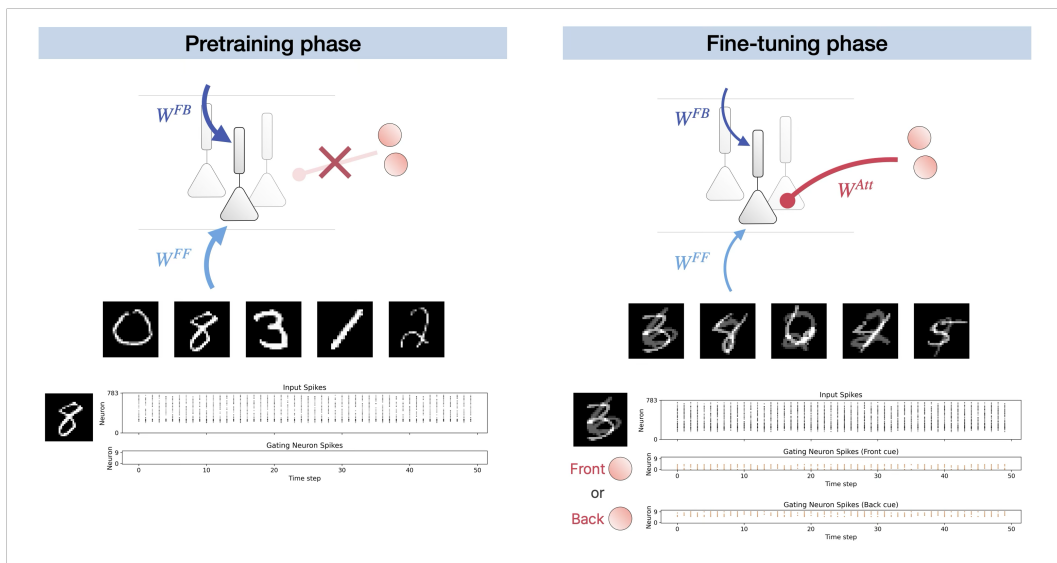 Pretraining phase
W^FB
W^FF
Input Spikes
783
Neuron
0
Gating Neuron Spikes
9
Neuron
0
0 10 20 30 40 50
Time step
Fine-tuning phase
W^FB
W^Att
W^FF
Input Spikes
783
Neuron
0
Front
or
Back
Gating Neuron Spikes (Front cue)
9
Neuron
0
0 10 20 30 40 50
Time step
Gating Neuron Spikes (Back cue)
9
Neuron
0
0 10 20 30 40 50
Time step